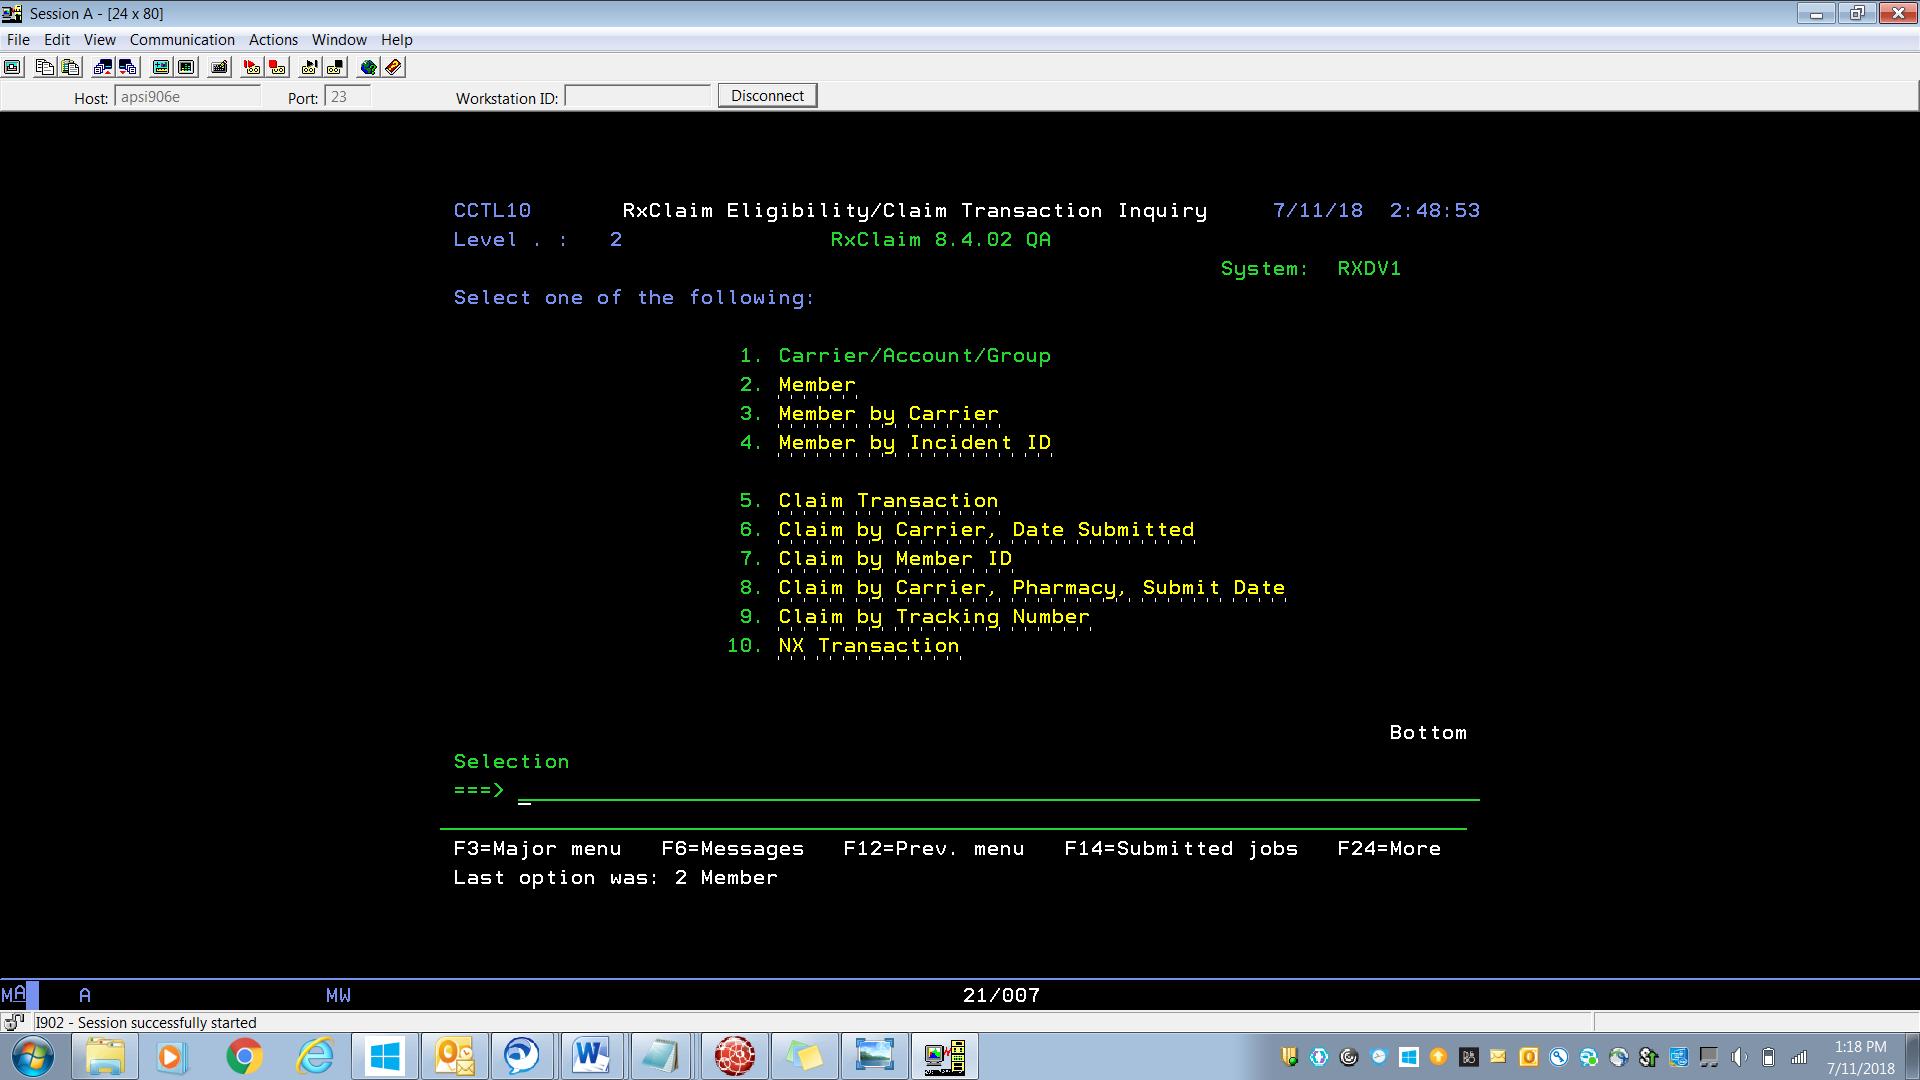 Session A - [24 x 80]
File Edit View Communication Actions Window Help
Host: apsi906e Port: 23 Workstation ID: Disconnect
CCTL10 RxClaim Eligibility/Claim Transaction Inquiry 7/11/18 2:48:53
Level . : 2 RxClaim 8.4.02 QA
System: RXDV1
Select one of the following:
1. Carrier/Account/Group
2. Member
3. Member by Carrier
4. Member by Incident ID
5. Claim Transaction
6. Claim by Carrier, Date Submitted
7. Claim by Member ID
8. Claim by Carrier, Pharmacy, Submit Date
9. Claim by Tracking Number
10. NX Transaction
Bottom
Selection
===>
F3=Major menu F6=Messages F12=Prev. menu F14=Submitted jobs F24=More
Last option was: 2 Member
MA A MW 21/007
I902 - Session successfully started
1:18 PM
7/11/2018